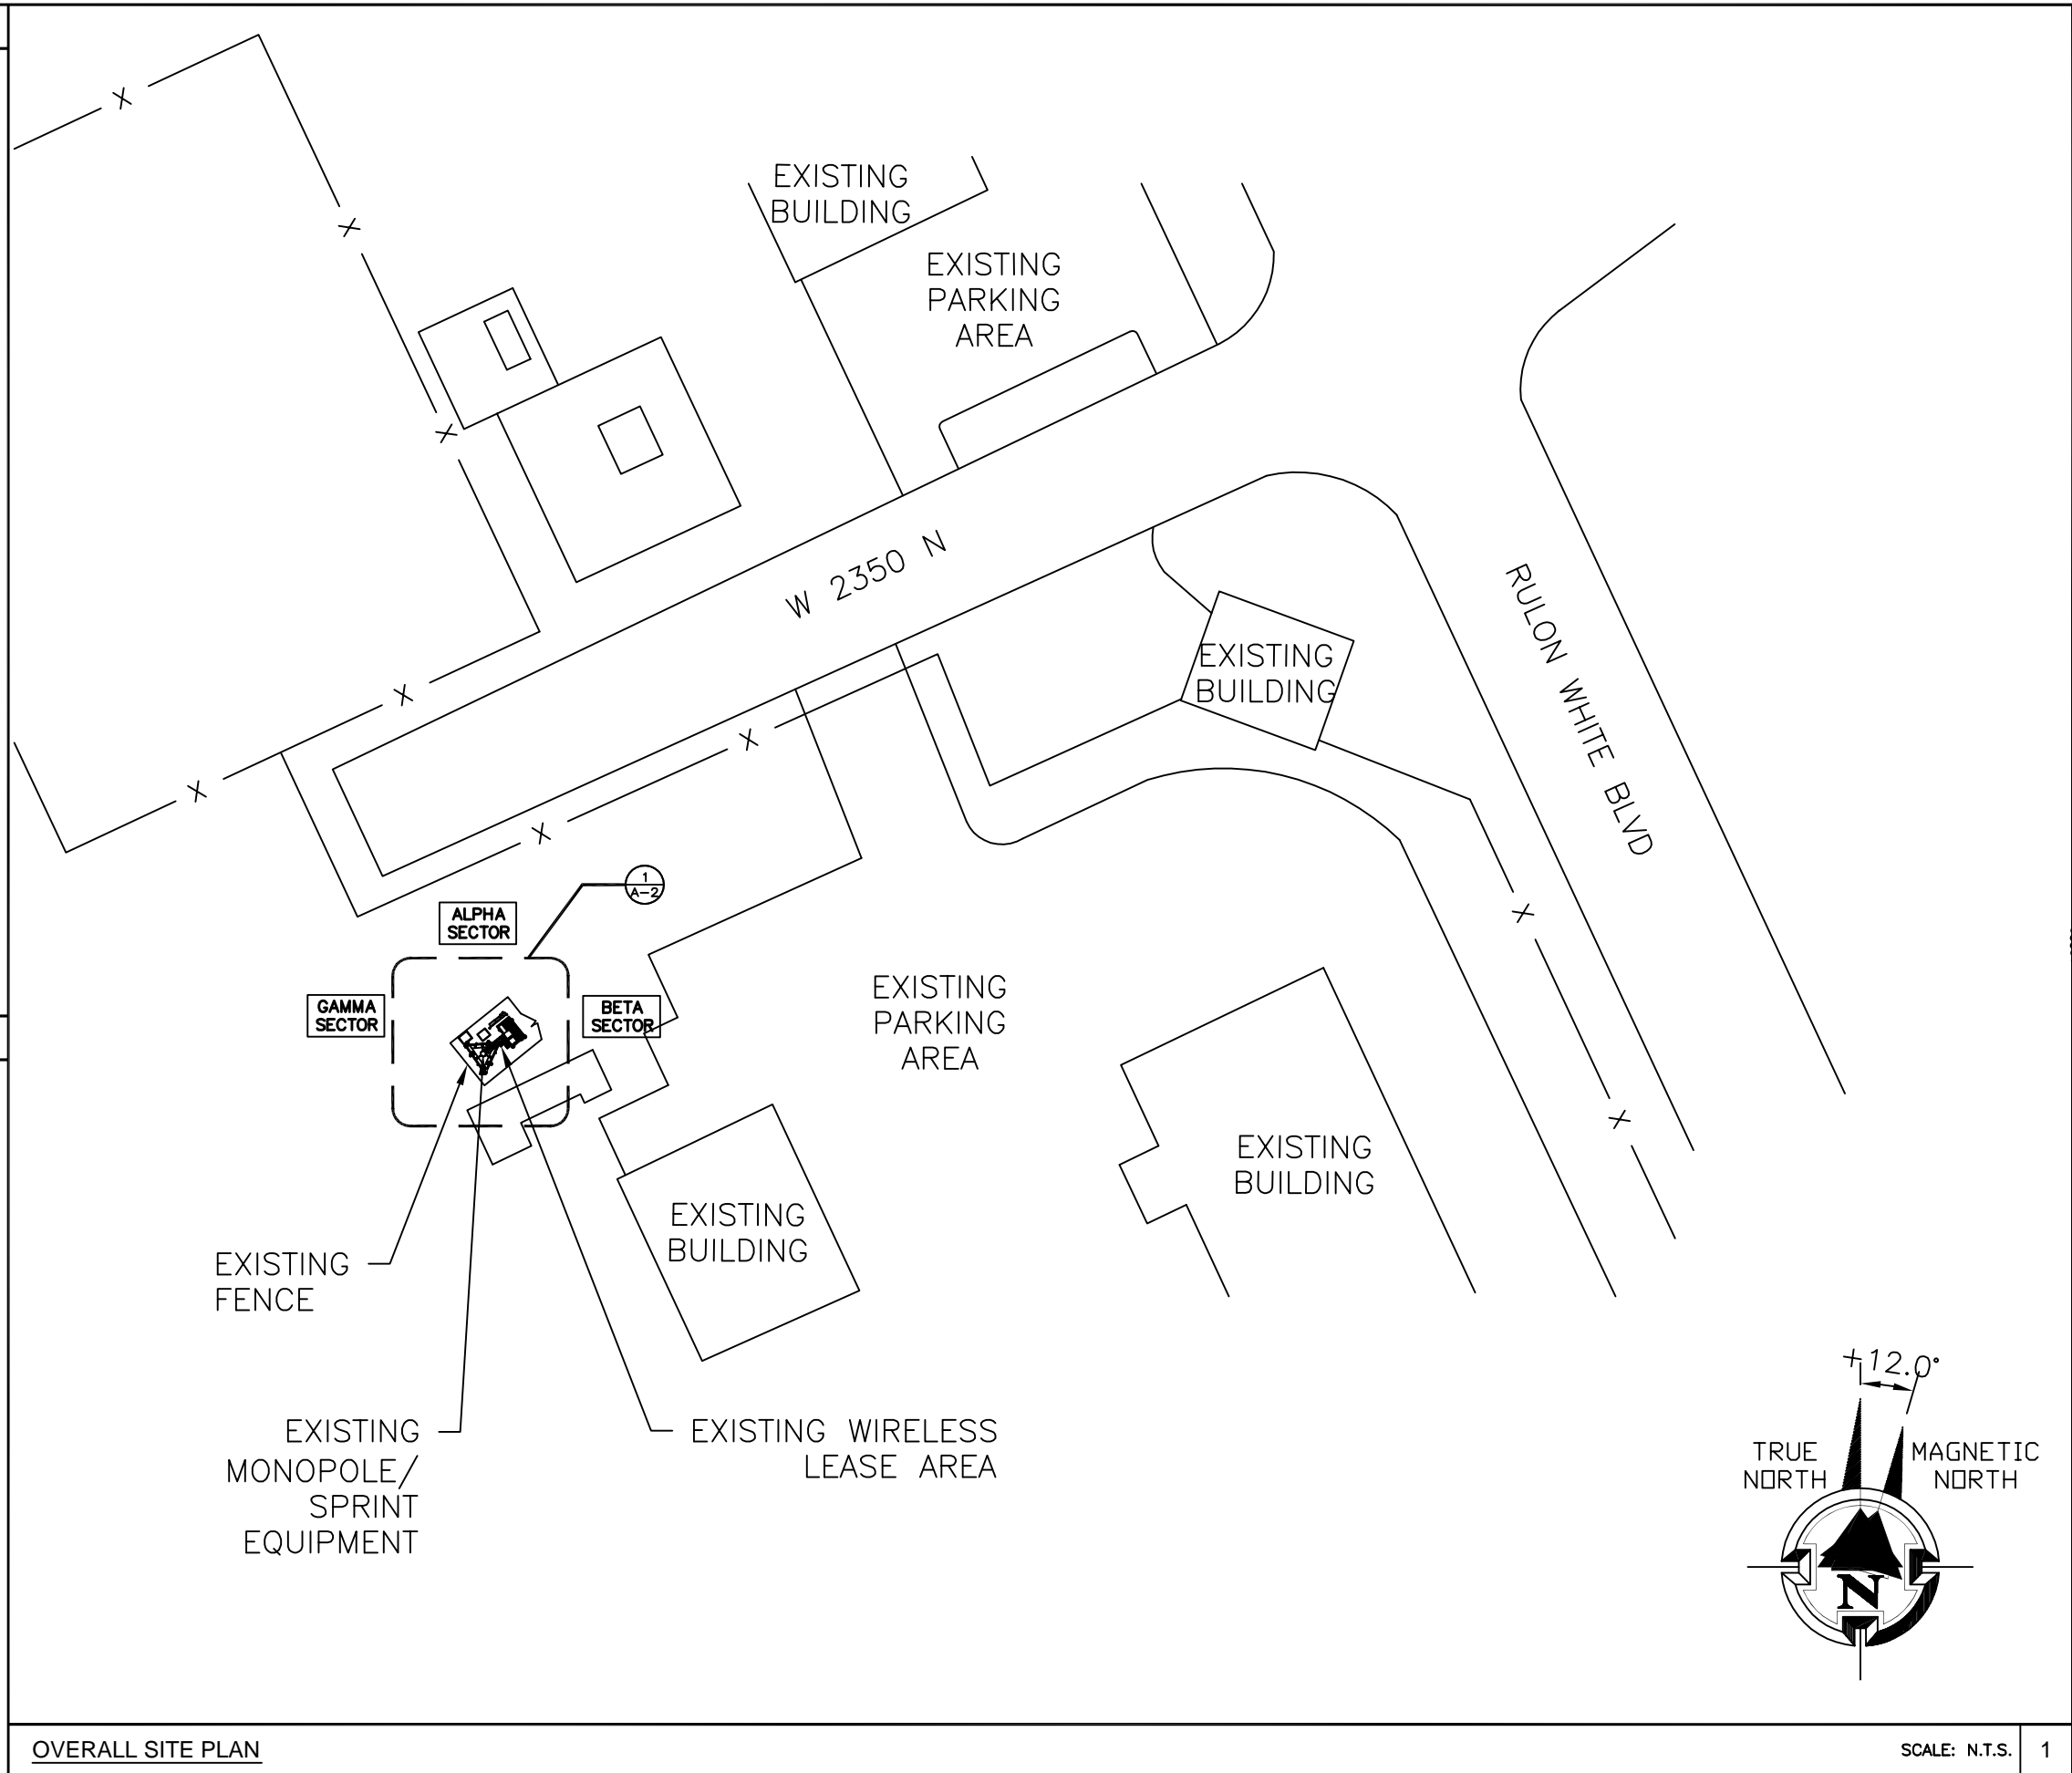 EXISTING
BUILDING
EXISTING
PARKING
AREA
W 2350 N
EXISTING
BUILDING
RULON WHITE BLVD
1
A-2
ALPHA
SECTOR
GAMMA
SECTOR
BETA
SECTOR
EXISTING
PARKING
AREA
EXISTING
BUILDING
EXISTING
BUILDING
EXISTING
FENCE
EXISTING
MONOPOLE/
SPRINT
EQUIPMENT
EXISTING WIRELESS
LEASE AREA
+12.0°
TRUE
NORTH
MAGNETIC
NORTH
N
OVERALL SITE PLAN
SCALE: N.T.S.
1